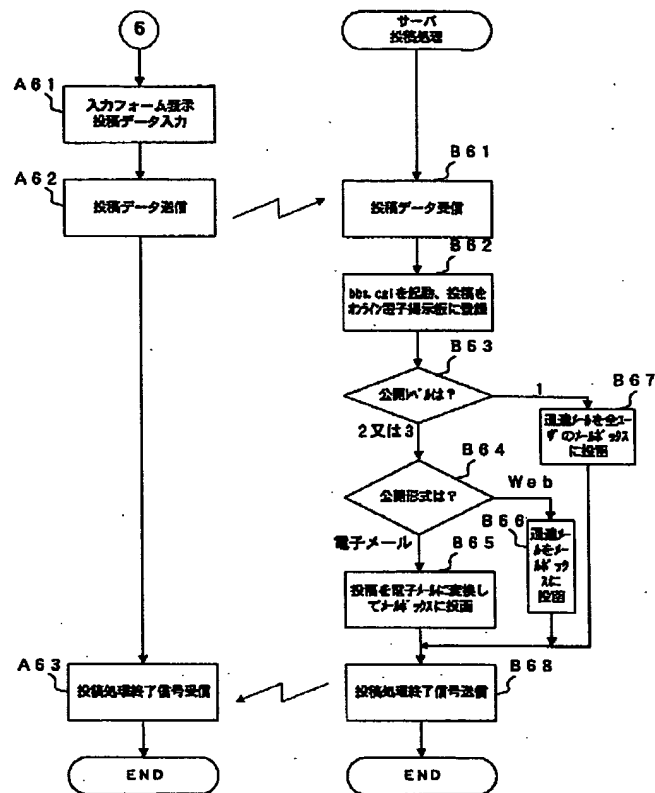 6
サーバ
投稿処理
A61
入力フォーム表示
投稿データ入力
A62
投稿データ送信
B61
投稿データ受信
B62
bbs.cgiを起動、投稿を
オンライン電子掲示板に登録
B63
公開レベルは?
1
2又は3
B67
通達メールを全ユー
ザのメールボックス
に投函
B64
公開形式は?
Web
電子メール
B66
通達メー
ルをメー
ルボック
スに
投函
B65
投稿を電子メールに変換し
てメールボックスに投函
A63
投稿処理終了信号受信
B68
投稿処理終了信号送信
END
END